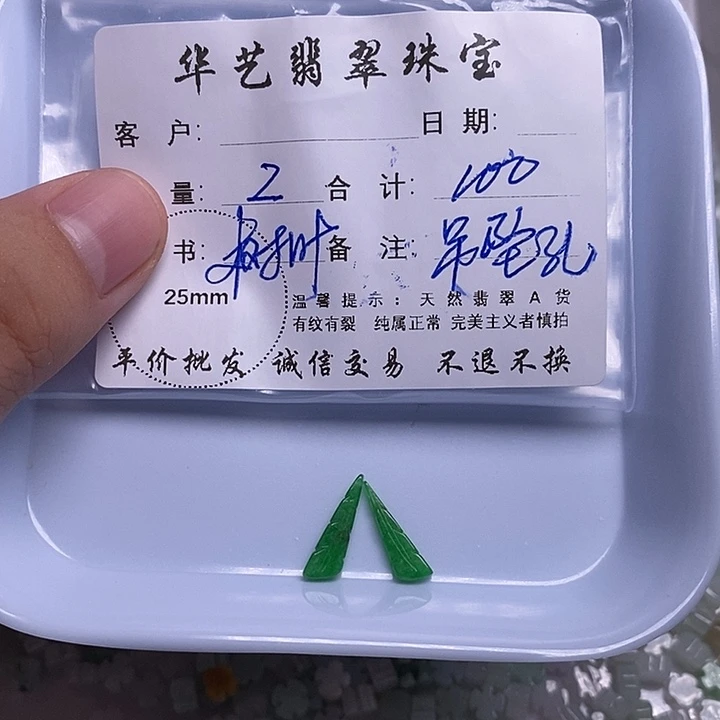 华艺翡翠珠宝
客 户: 日 期:
量: 2 合 计: 100
书: 树叶 备 注: 吊坠孔
25mm 温馨提示:天然翡翠A货
有纹有裂 纯属正常 完美主义者慎拍
平价批发 诚信交易 不退不换